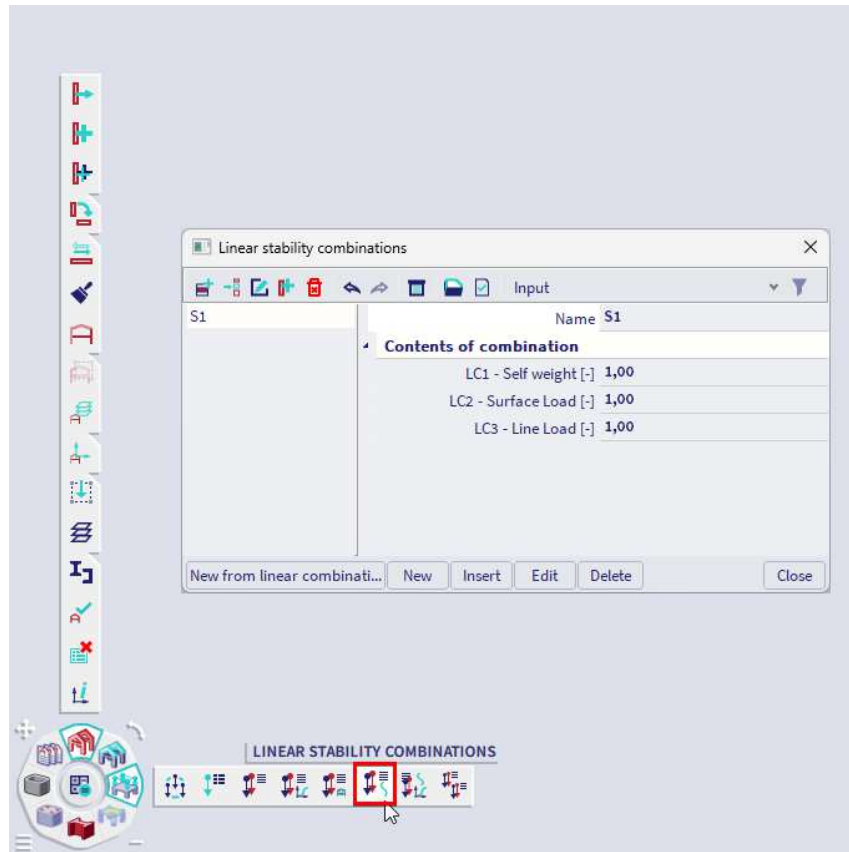 Linear stability combinations
Input
S1
Name S1
Contents of combination
LC1 - Self weight [-] 1,00
LC2 - Surface Load [-] 1,00
LC3 - Line Load [-] 1,00
New from linear combinati... New Insert Edit Delete Close
LINEAR STABILITY COMBINATIONS